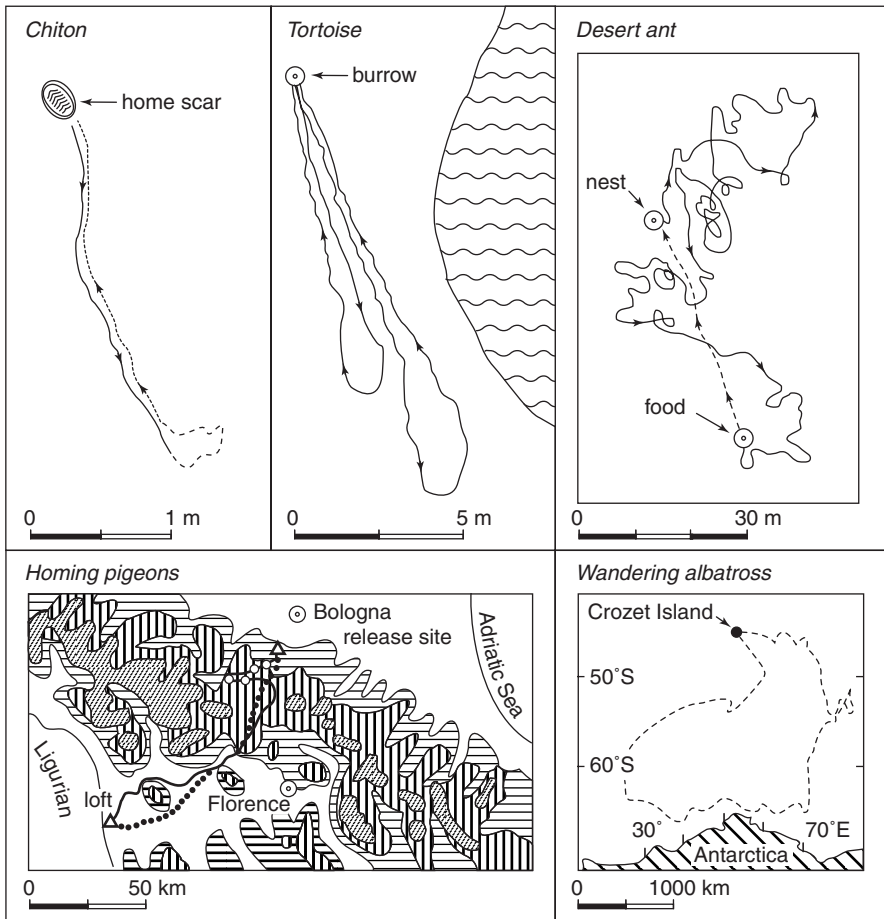 Chiton
home scar
0 1 m
Tortoise
burrow
0 5 m
Desert ant
nest
food
0 30 m
Homing pigeons
Bologna
release site
Adriatic Sea
Ligurian
loft
Florence
0 50 km
Wandering albatross
Crozet Island
50˚S
60˚S
30˚ 70˚E
Antarctica
0 1000 km